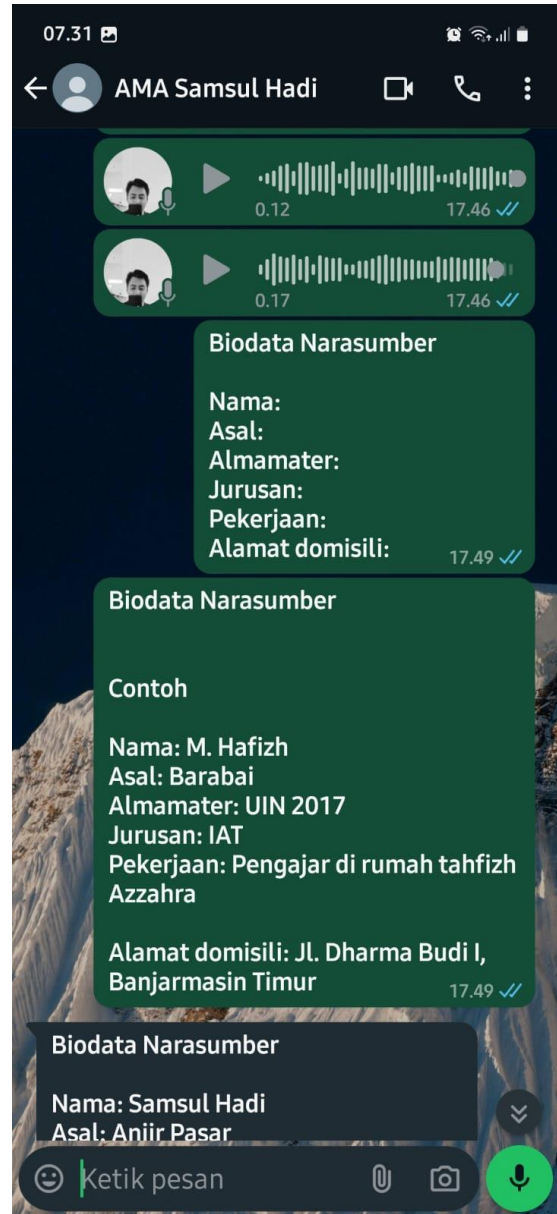 07.31
AMA Samsul Hadi
0.12 17.46
0.17 17.46
Biodata Narasumber
Nama:
Asal:
Almamater:
Jurusan:
Pekerjaan:
Alamat domisili: 17.49
Biodata Narasumber
Contoh
Nama: M. Hafizh
Asal: Barabai
Almamater: UIN 2017
Jurusan: IAT
Pekerjaan: Pengajar di rumah tahfizh
Azzahra
Alamat domisili: Jl. Dharma Budi I,
Banjarmasin Timur 17.49
Biodata Narasumber
Nama: Samsul Hadi
Asal: Anjir Pasar
Ketik pesan